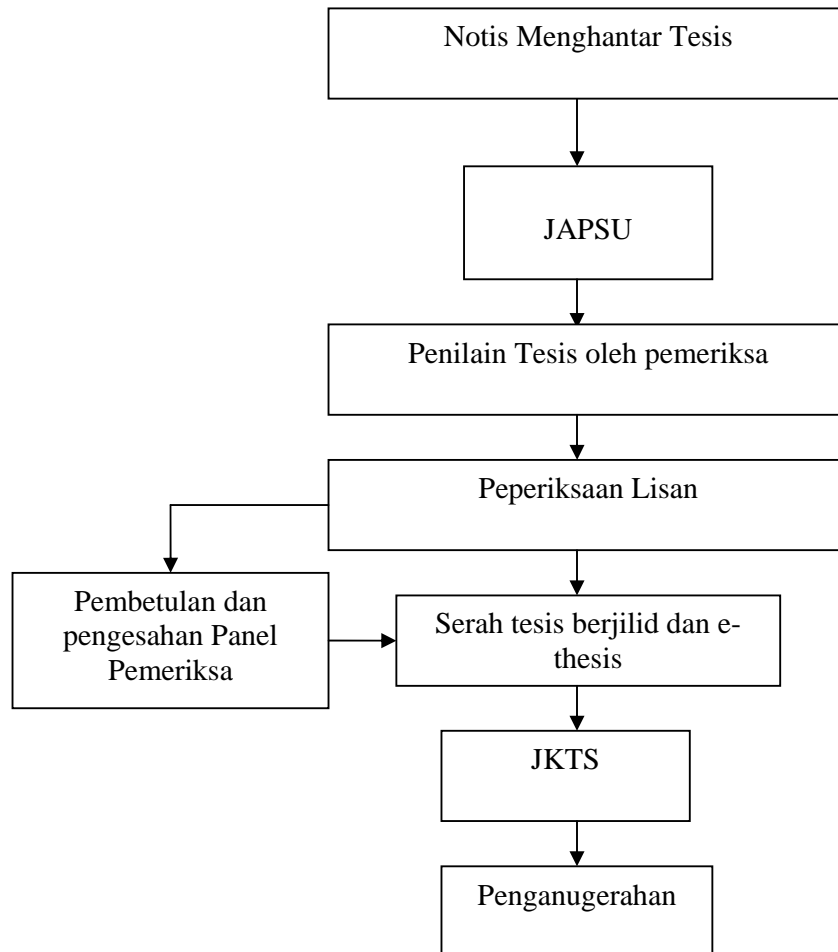 Notis Menghantar Tesis
JAPSU
Penilain Tesis oleh pemeriksa
Peperiksaan Lisan
Pembetulan dan
pengesahan Panel
Pemeriksa
Serah tesis berjilid dan e-
thesis
JKTS
Penganugerahan